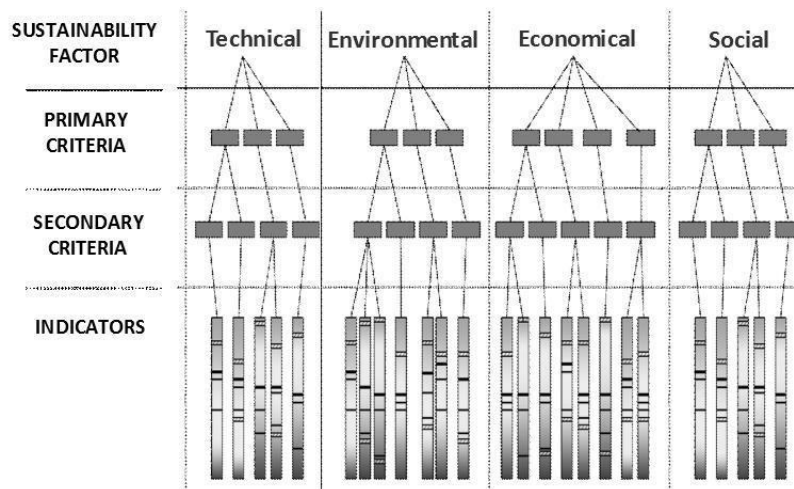 SUSTAINABILITY
FACTOR
Technical
Environmental
Economical
Social
PRIMARY
CRITERIA
SECONDARY
CRITERIA
INDICATORS